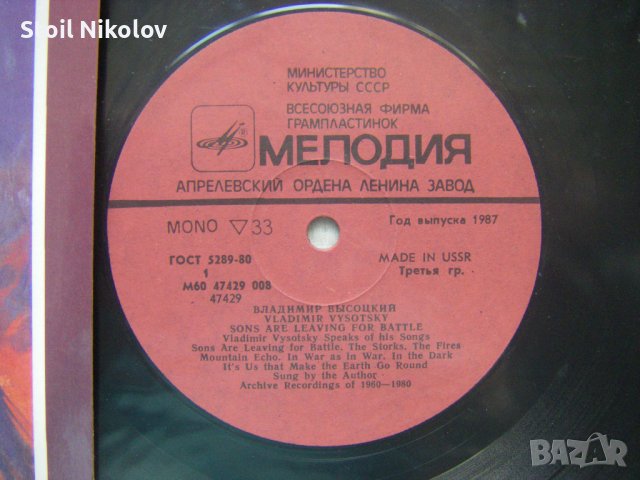 Stoil Nikolov
МИНИСТЕРСТВО
КУЛЬТУРЫ СССР
ВСЕСОЮЗНАЯ ФИРМА
ГРАМПЛАСТИНОК
МЕЛОДИЯ
АПРЕЛЕВСКИЙ ОРДЕНА ЛЕНИНА ЗАВОД
MONO ▽33
Год выпуска 1987
ГОСТ 5289-80
MADE IN USSR
1
Третья гр.
М60 47429 008
47429
ВЛАДИМИР ВЫСОЦКИЙ
VLADIMIR VYSOTSKY
SONS ARE LEAVING FOR BATTLE
Vladimir Vysotsky Speaks of his Songs
Sons Are Leaving for Battle. The Storks. The Fires
Mountain Echo. In War as in War. In the Dark
It's Us that Make the Earth Go Round
Sung by the Author
Archive Recordings of 1960—1980
BAZAR